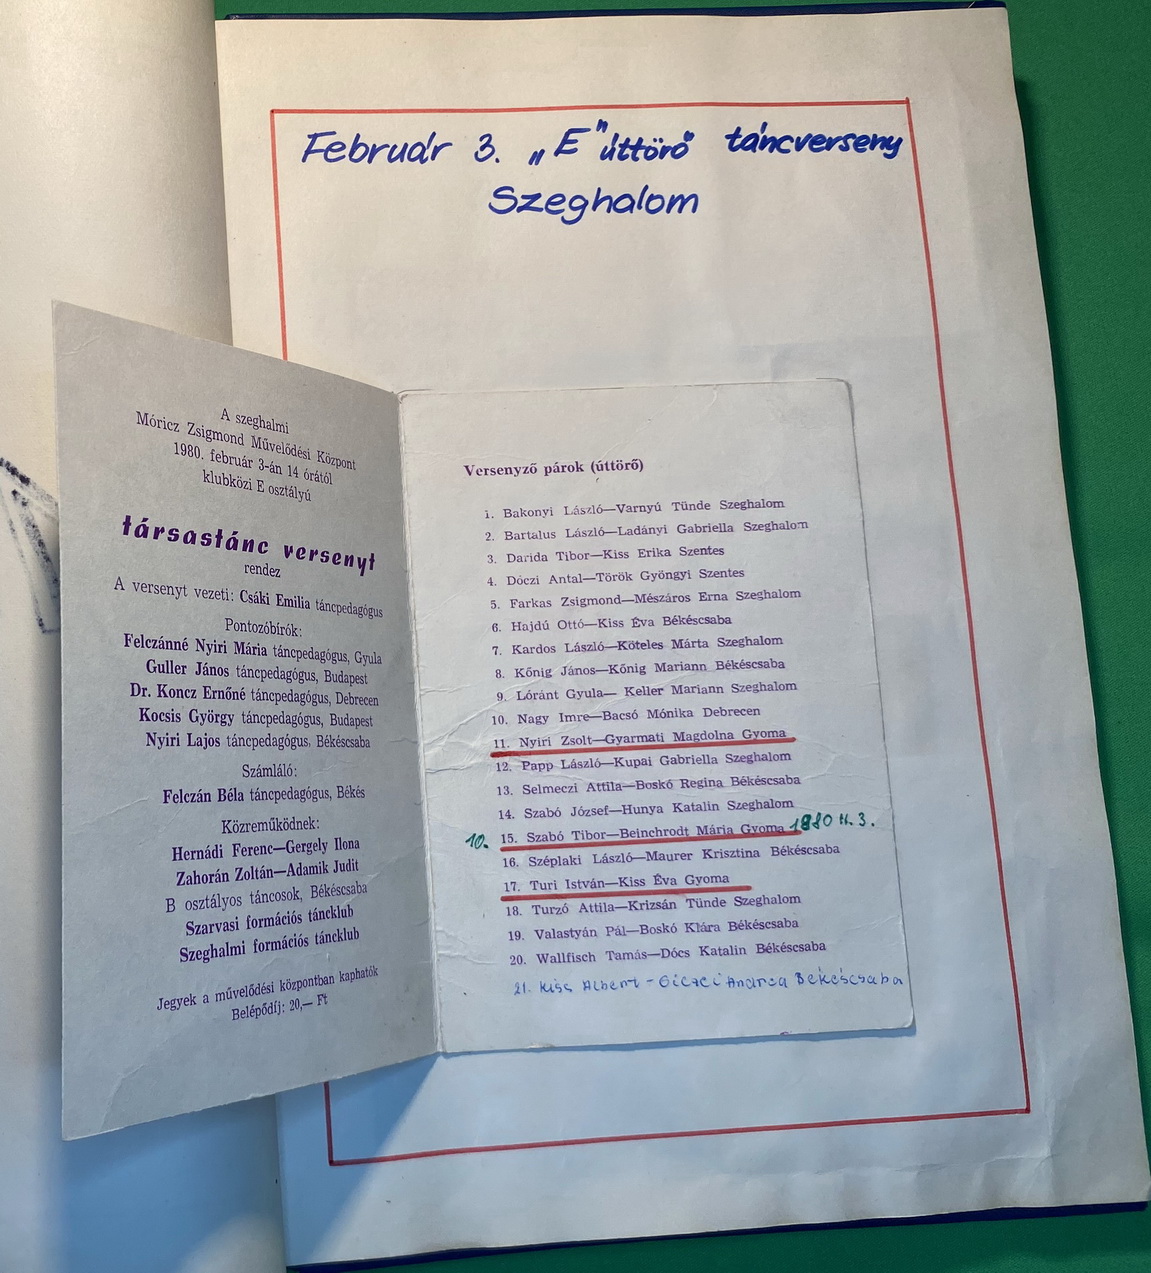 Február 3. „E" úttörő táncverseny
Szeghalom
A szeghalmi
Móricz Zsigmond Művelődési Központ
1980. február 3-án 14 órától
klubközi E osztályú
társastánc versenyt
rendez
A versenyt vezeti: Csáki Emilia táncpedagógus
Pontozóbírók:
Felczánné Nyiri Mária táncpedagógus, Gyula
Guller János táncpedagógus, Budapest
Dr. Koncz Ernőné táncpedagógus, Debrecen
Kocsis György táncpedagógus, Budapest
Nyiri Lajos táncpedagógus, Békéscsaba
Számláló:
Felczán Béla táncpedagógus, Békés
Közreműködnek:
Hernádi Ferenc—Gergely Ilona
Zahorán Zoltán—Adamik Judit
B osztályos táncosok, Békéscsaba
Szarvasi formációs táncklub
Szeghalmi formációs táncklub
Jegyek a művelődési központban kaphatók
Belépődíj: 20,— Ft
Versenyző párok (úttörő)
1. Bakonyi László—Varnyú Tünde Szeghalom
2. Bartalus László—Ladányi Gabriella Szeghalom
3. Darida Tibor—Kiss Erika Szentes
4. Dóczi Antal—Török Gyöngyi Szentes
5. Farkas Zsigmond—Mészáros Erna Szeghalom
6. Hajdú Ottó—Kiss Éva Békéscsaba
7. Kardos László—Köteles Márta Szeghalom
8. Kőnig János—Kőnig Mariann Békéscsaba
9. Lóránt Gyula— Keller Mariann Szeghalom
10. Nagy Imre—Bacsó Mónika Debrecen
11. Nyiri Zsolt—Gyarmati Magdolna Gyoma
12. Papp László—Kupai Gabriella Szeghalom
13. Selmeczi Attila—Boskó Regina Békéscsaba
14. Szabó József—Hunya Katalin Szeghalom
10. 15. Szabó Tibor—Beinchrodt Mária Gyoma 1980 II. 3.
16. Széplaki László—Maurer Krisztina Békéscsaba
17. Turi István—Kiss Éva Gyoma
18. Turzó Attila—Krizsán Tünde Szeghalom
19. Valastyán Pál—Boskó Klára Békéscsaba
20. Wallfisch Tamás—Dócs Katalin Békéscsaba
21. Kiss Albert - Andrea Békéscsaba